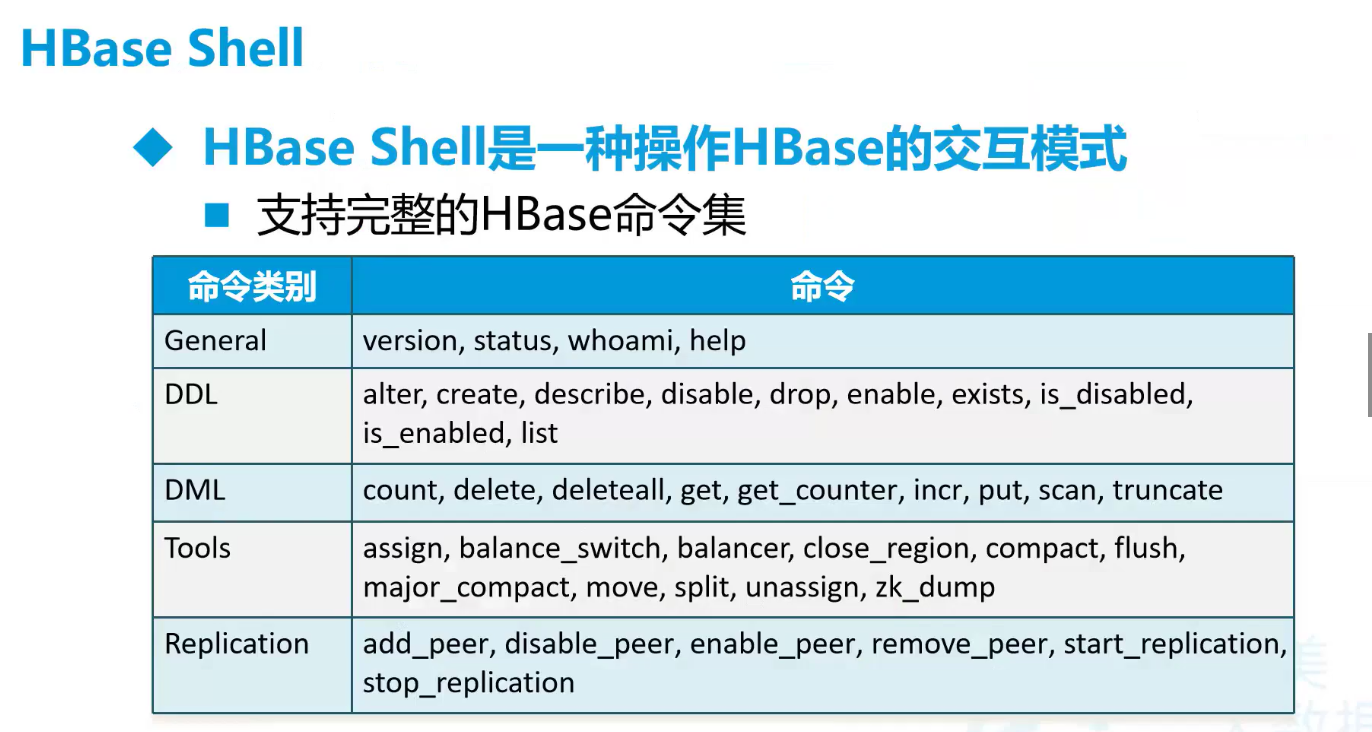 HBase Shell
HBase Shell是一种操作HBase的交互模式
支持完整的HBase命令集
命令类别 命令
General version, status, whoami, help
DDL alter, create, describe, disable, drop, enable, exists, is_disabled,
is_enabled, list
DML count, delete, deleteall, get, get_counter, incr, put, scan, truncate
Tools assign, balance_switch, balancer, close_region, compact, flush,
major_compact, move, split, unassign, zk_dump
Replication add_peer, disable_peer, enable_peer, remove_peer, start_replication,
stop_replication